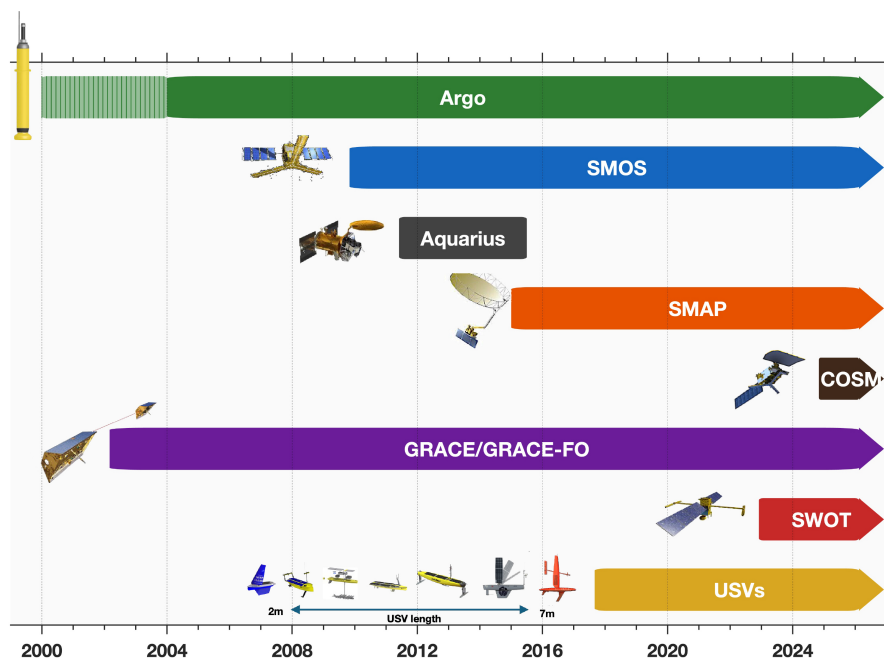 Argo
SMOS
Aquarius
SMAP
COSM
GRACE/GRACE-FO
SWOT
USVs
2m
7m
USV length
2000 2004 2008 2012 2016 2020 2024